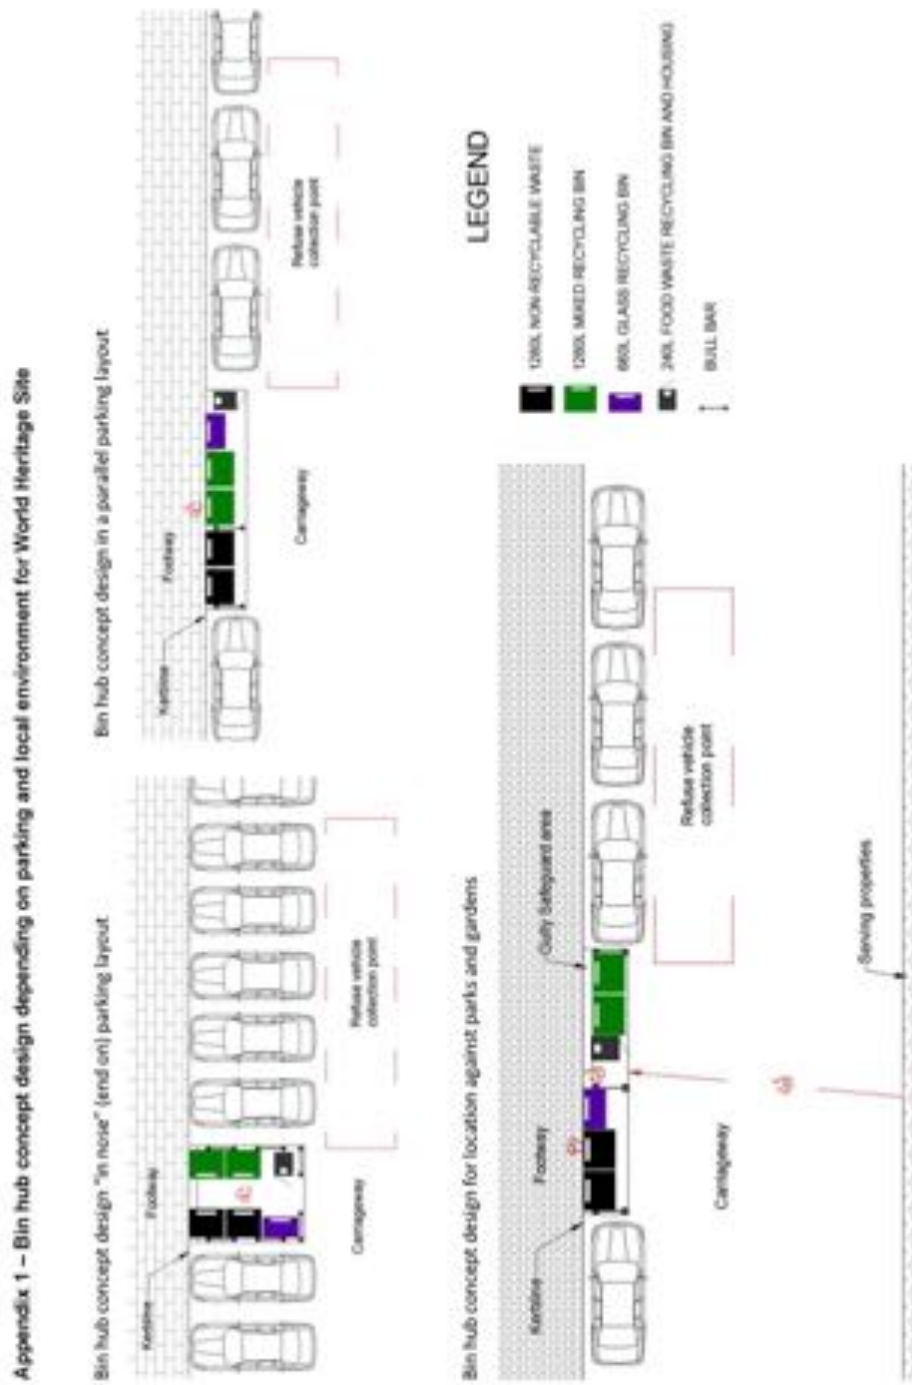 Appendix 1 – Bin hub concept design depending on parking and local environment for World Heritage Site
Bin hub concept design "in nose" (end on) parking layout
Kerbline
Footway
Carriageway
Refuse vehicle
collection point
Bin hub concept design in a parallel parking layout
Kerbline
Footway
Carriageway
Refuse vehicle
collection point
Bin hub concept design for location against parks and gardens
Kerbline
Footway
Gully Safeguard area
Carriageway
Refuse vehicle
collection point
Serving properties
LEGEND
1280L NON-RECYCLABLE WASTE
1280L MIXED RECYCLING BIN
660L GLASS RECYCLING BIN
240L FOOD WASTE RECYCLING BIN AND HOUSING
BULL BAR